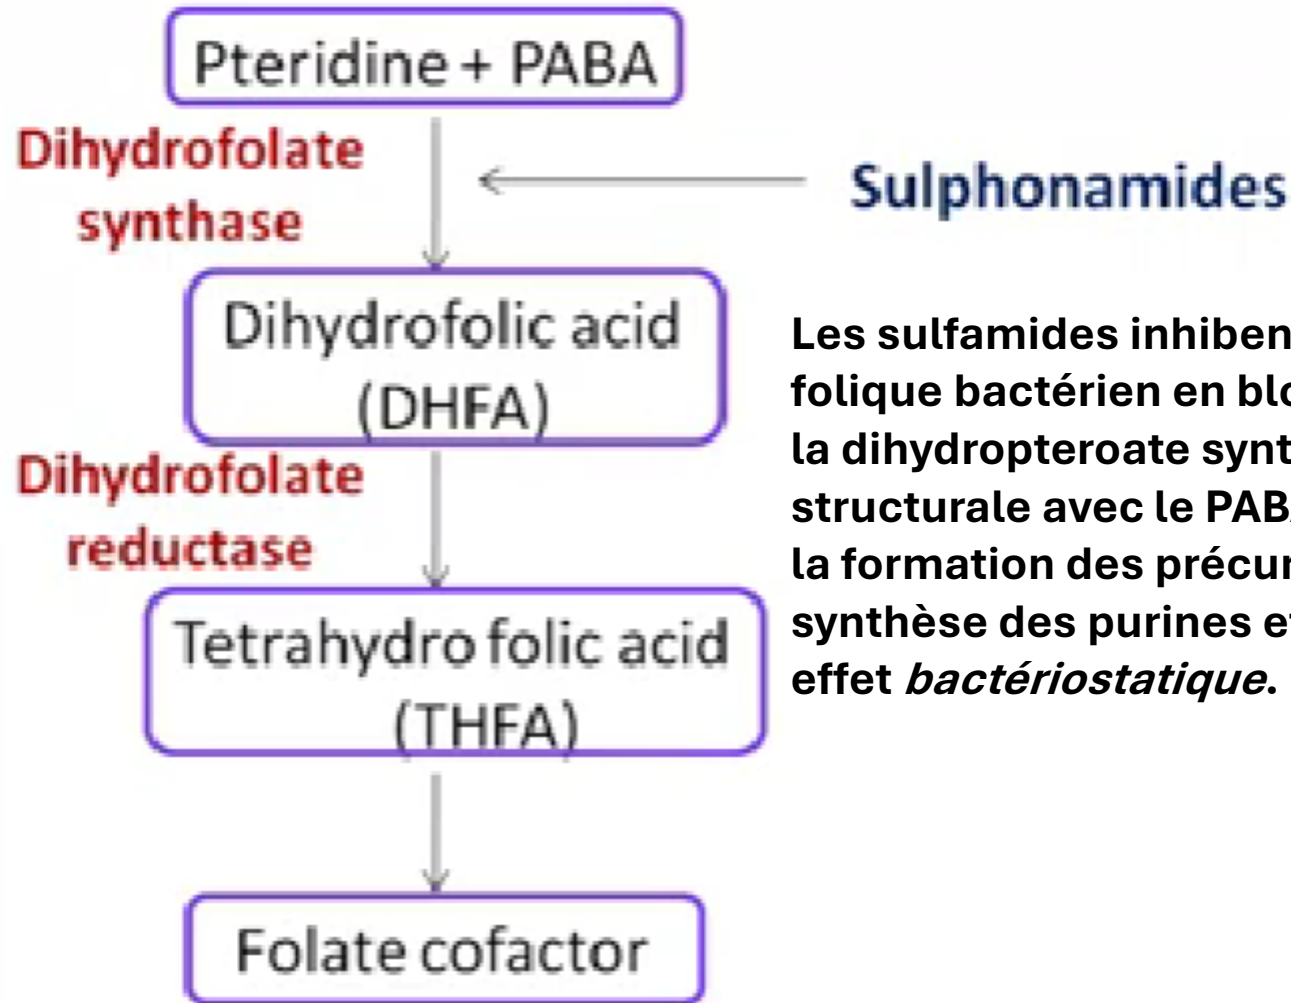 Pteridine + PABA
Dihydrofolate
synthase
Sulphonamides
Dihydrofolic acid
(DHFA)
Les sulfamides inhiben
folique bactérien en blo
la dihydropteroate synt
structurale avec le PAB
la formation des précur
synthèse des purines e
effet bactériostatique.
Dihydrofolate
reductase
Tetrahydro folic acid
(THFA)
Folate cofactor